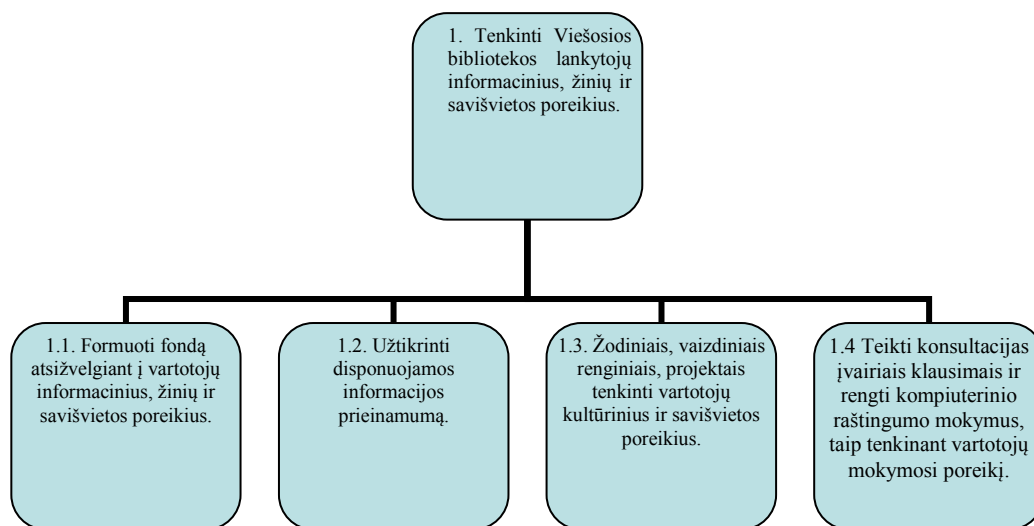 1. Tenkinti Viešosios
bibliotekos lankytojų
informacinius, žinių ir
savišvietos poreikius.
1.1. Formuoti fondą
atsižvelgiant į vartotojų
informacinius, žinių ir
savišvietos poreikius.
1.2. Užtikrinti
disponuojamos
informacijos
prieinamumą.
1.3. Žodiniais, vaizdiniais
renginiais, projektais
tenkinti vartotojų
kultūrinius ir savišvietos
poreikius.
1.4 Teikti konsultacijas
įvairiais klausimais ir
rengti kompiuterinio
raštingumo mokymus,
taip tenkinant vartotojų
mokymosi poreikį.